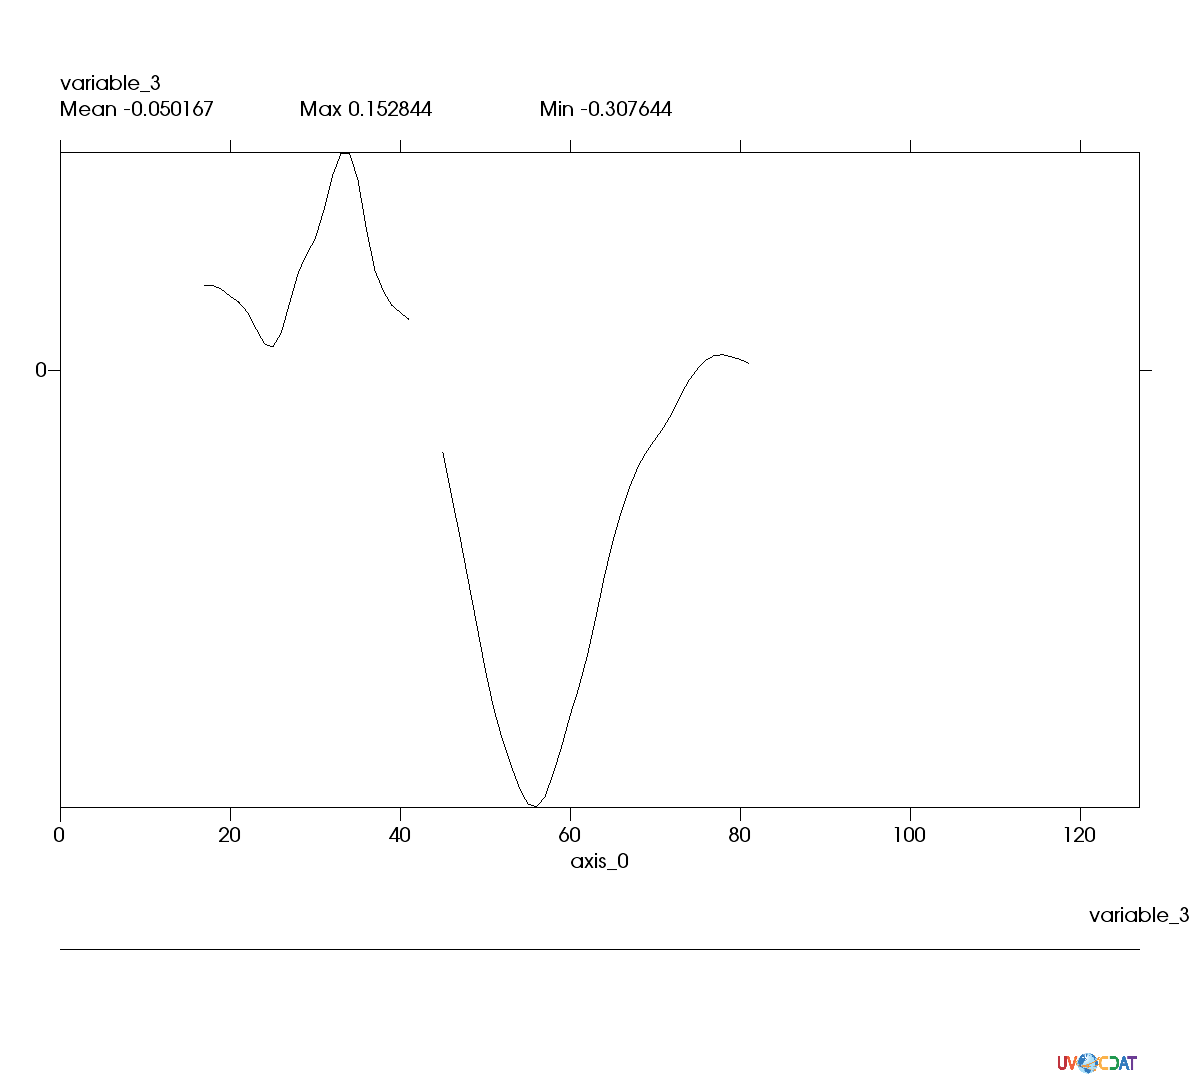 variable_3
Mean -0.050167 Max 0.152844 Min -0.307644
0
0 20 40 60 80 100 120
axis_0
variable_3
UV CDAT